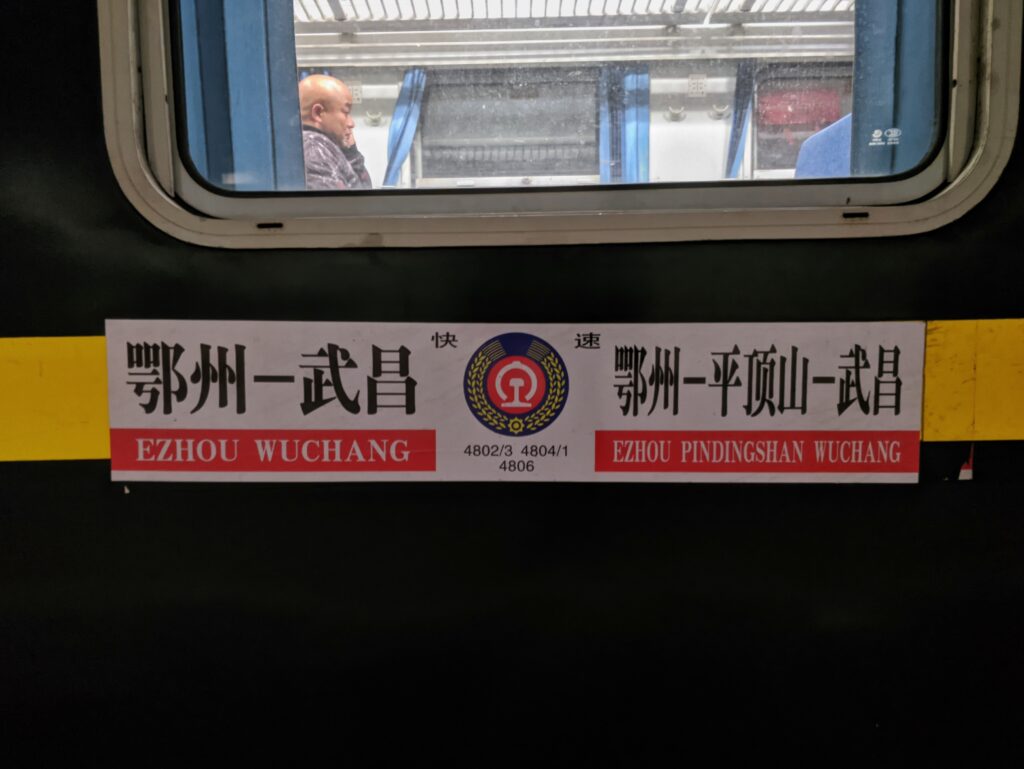 鄂州－武昌
EZHOU WUCHANG
快 速
4802/3 4804/1
4806
鄂州－平顶山－武昌
EZHOU PINDINGSHAN WUCHANG